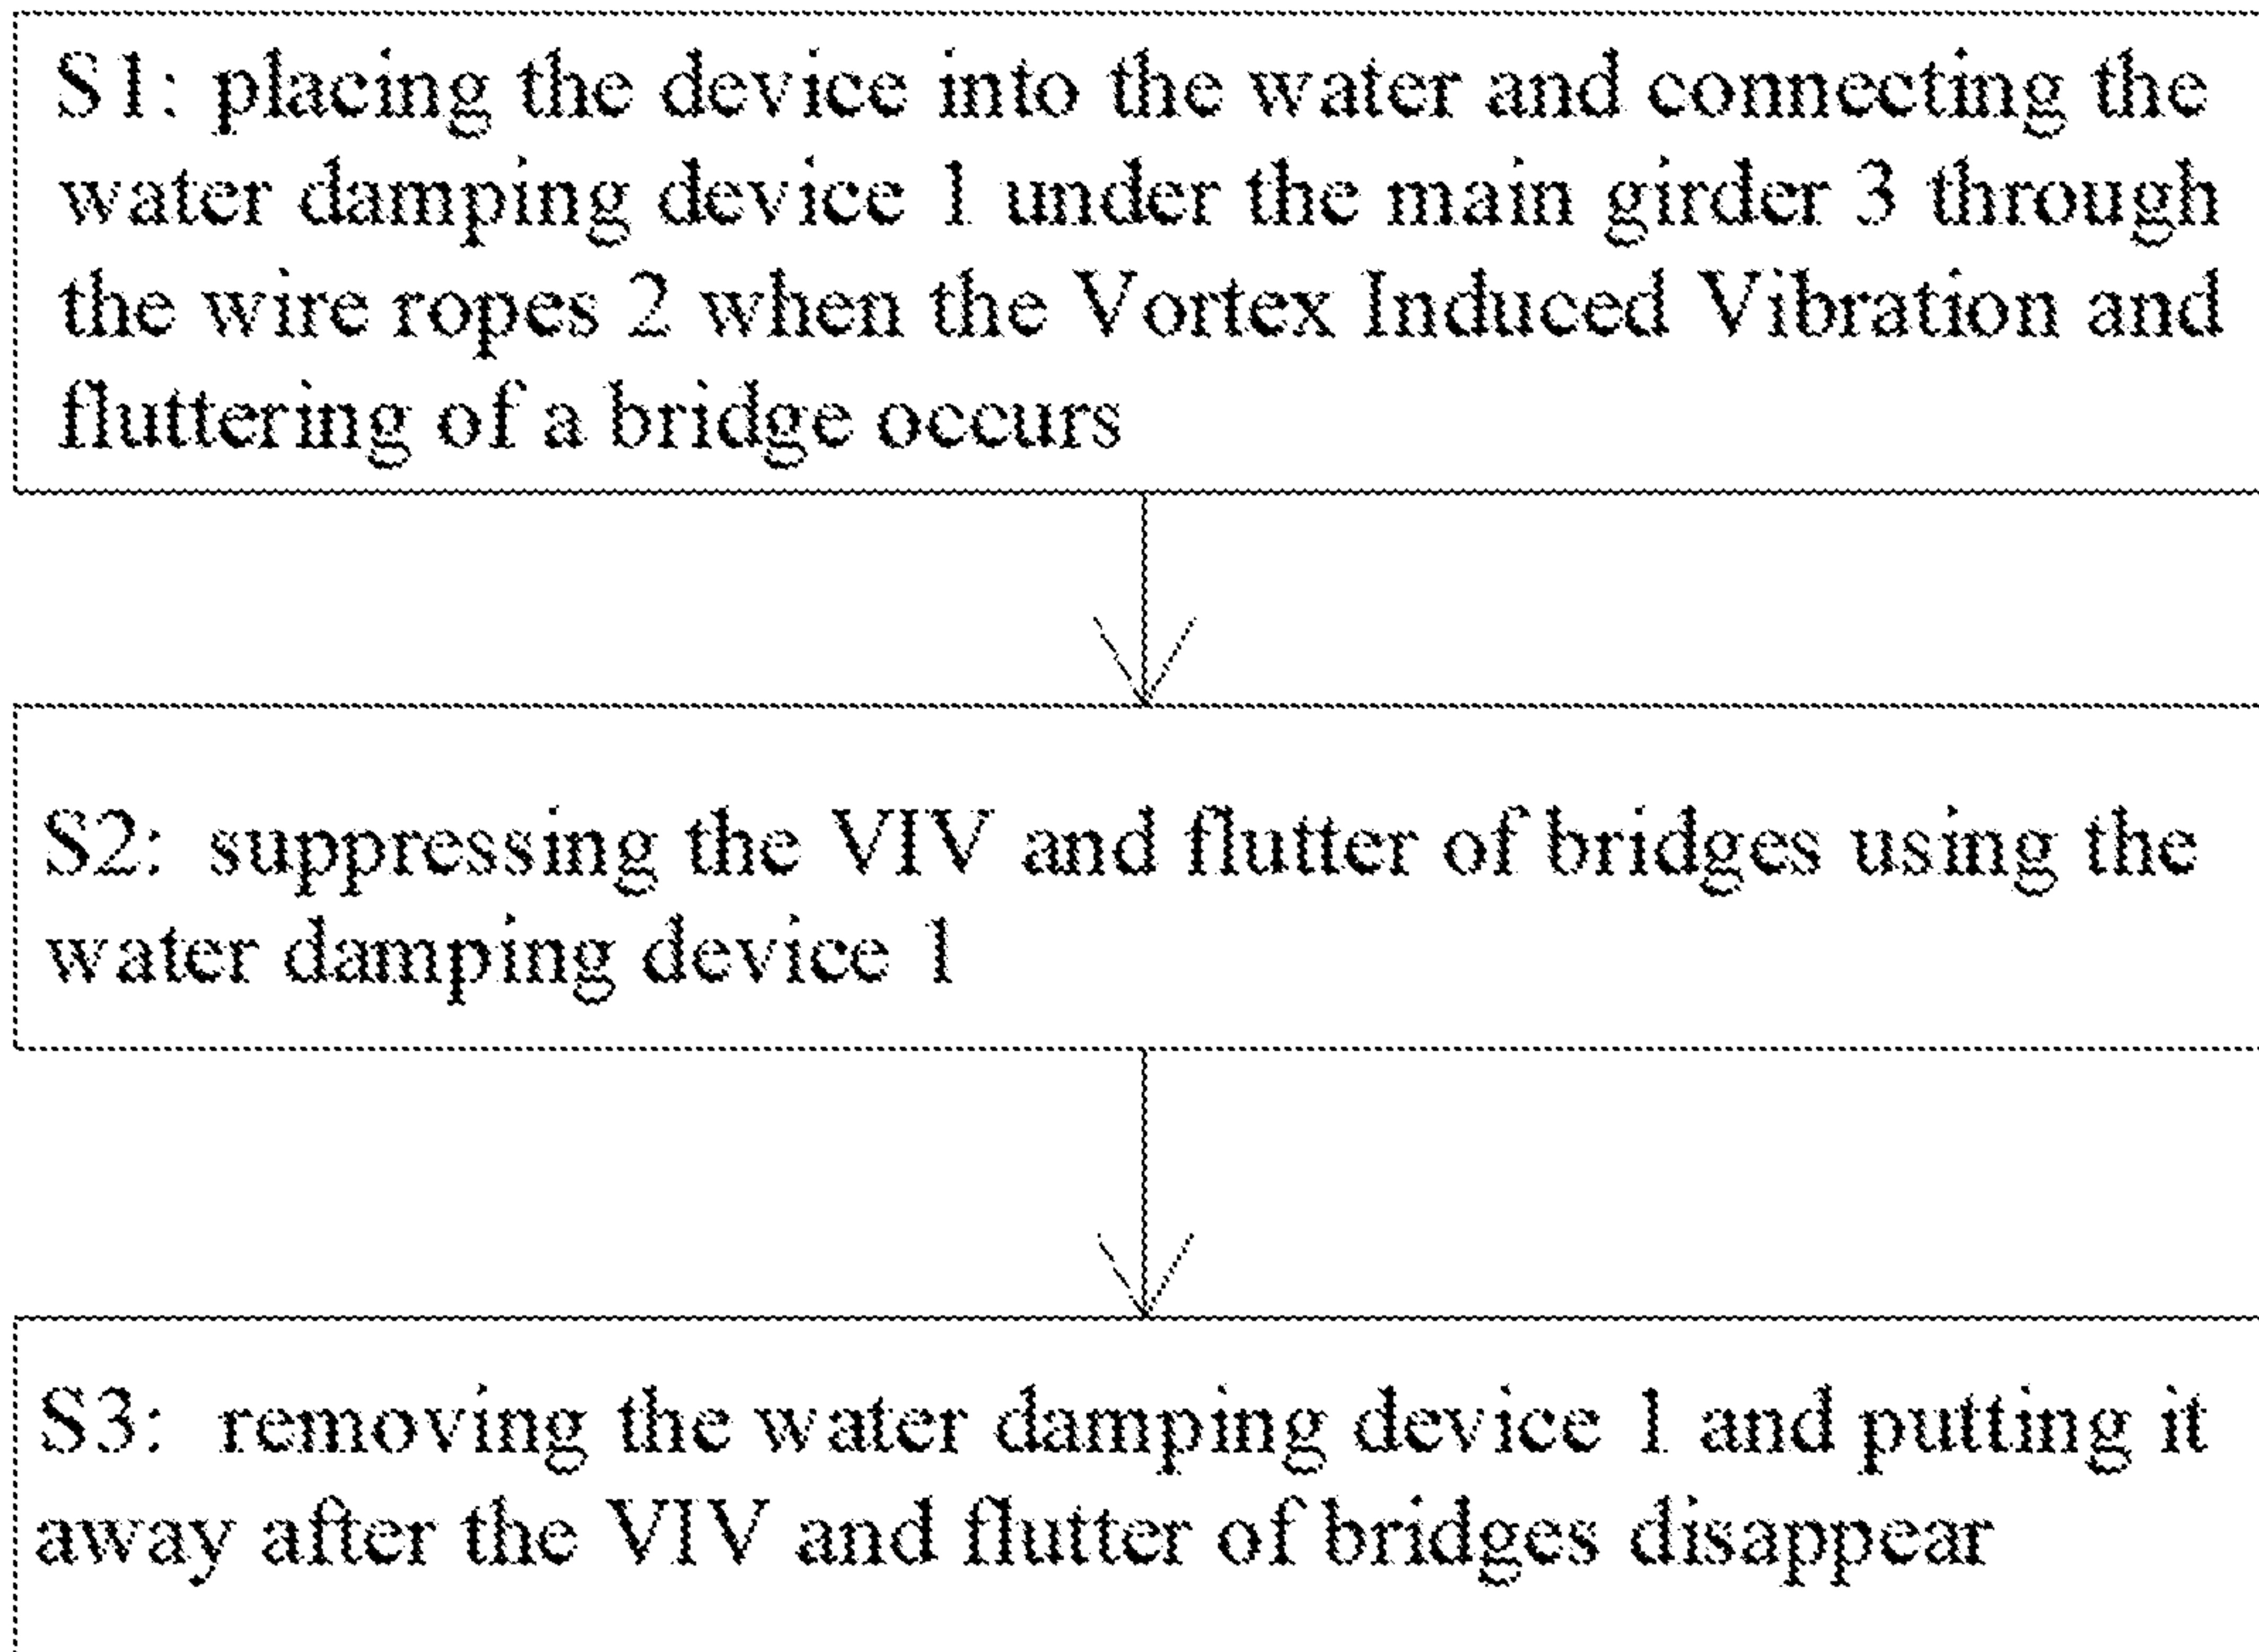 S1: placing the device into the water and connecting the
water damping device 1 under the main girder 3 through
the wire ropes 2 when the Vortex Induced Vibration and
fluttering of a bridge occurs
S2: suppressing the VIV and flutter of bridges using the
water damping device 1
S3: removing the water damping device 1 and putting it
away after the VIV and flutter of bridges disappear